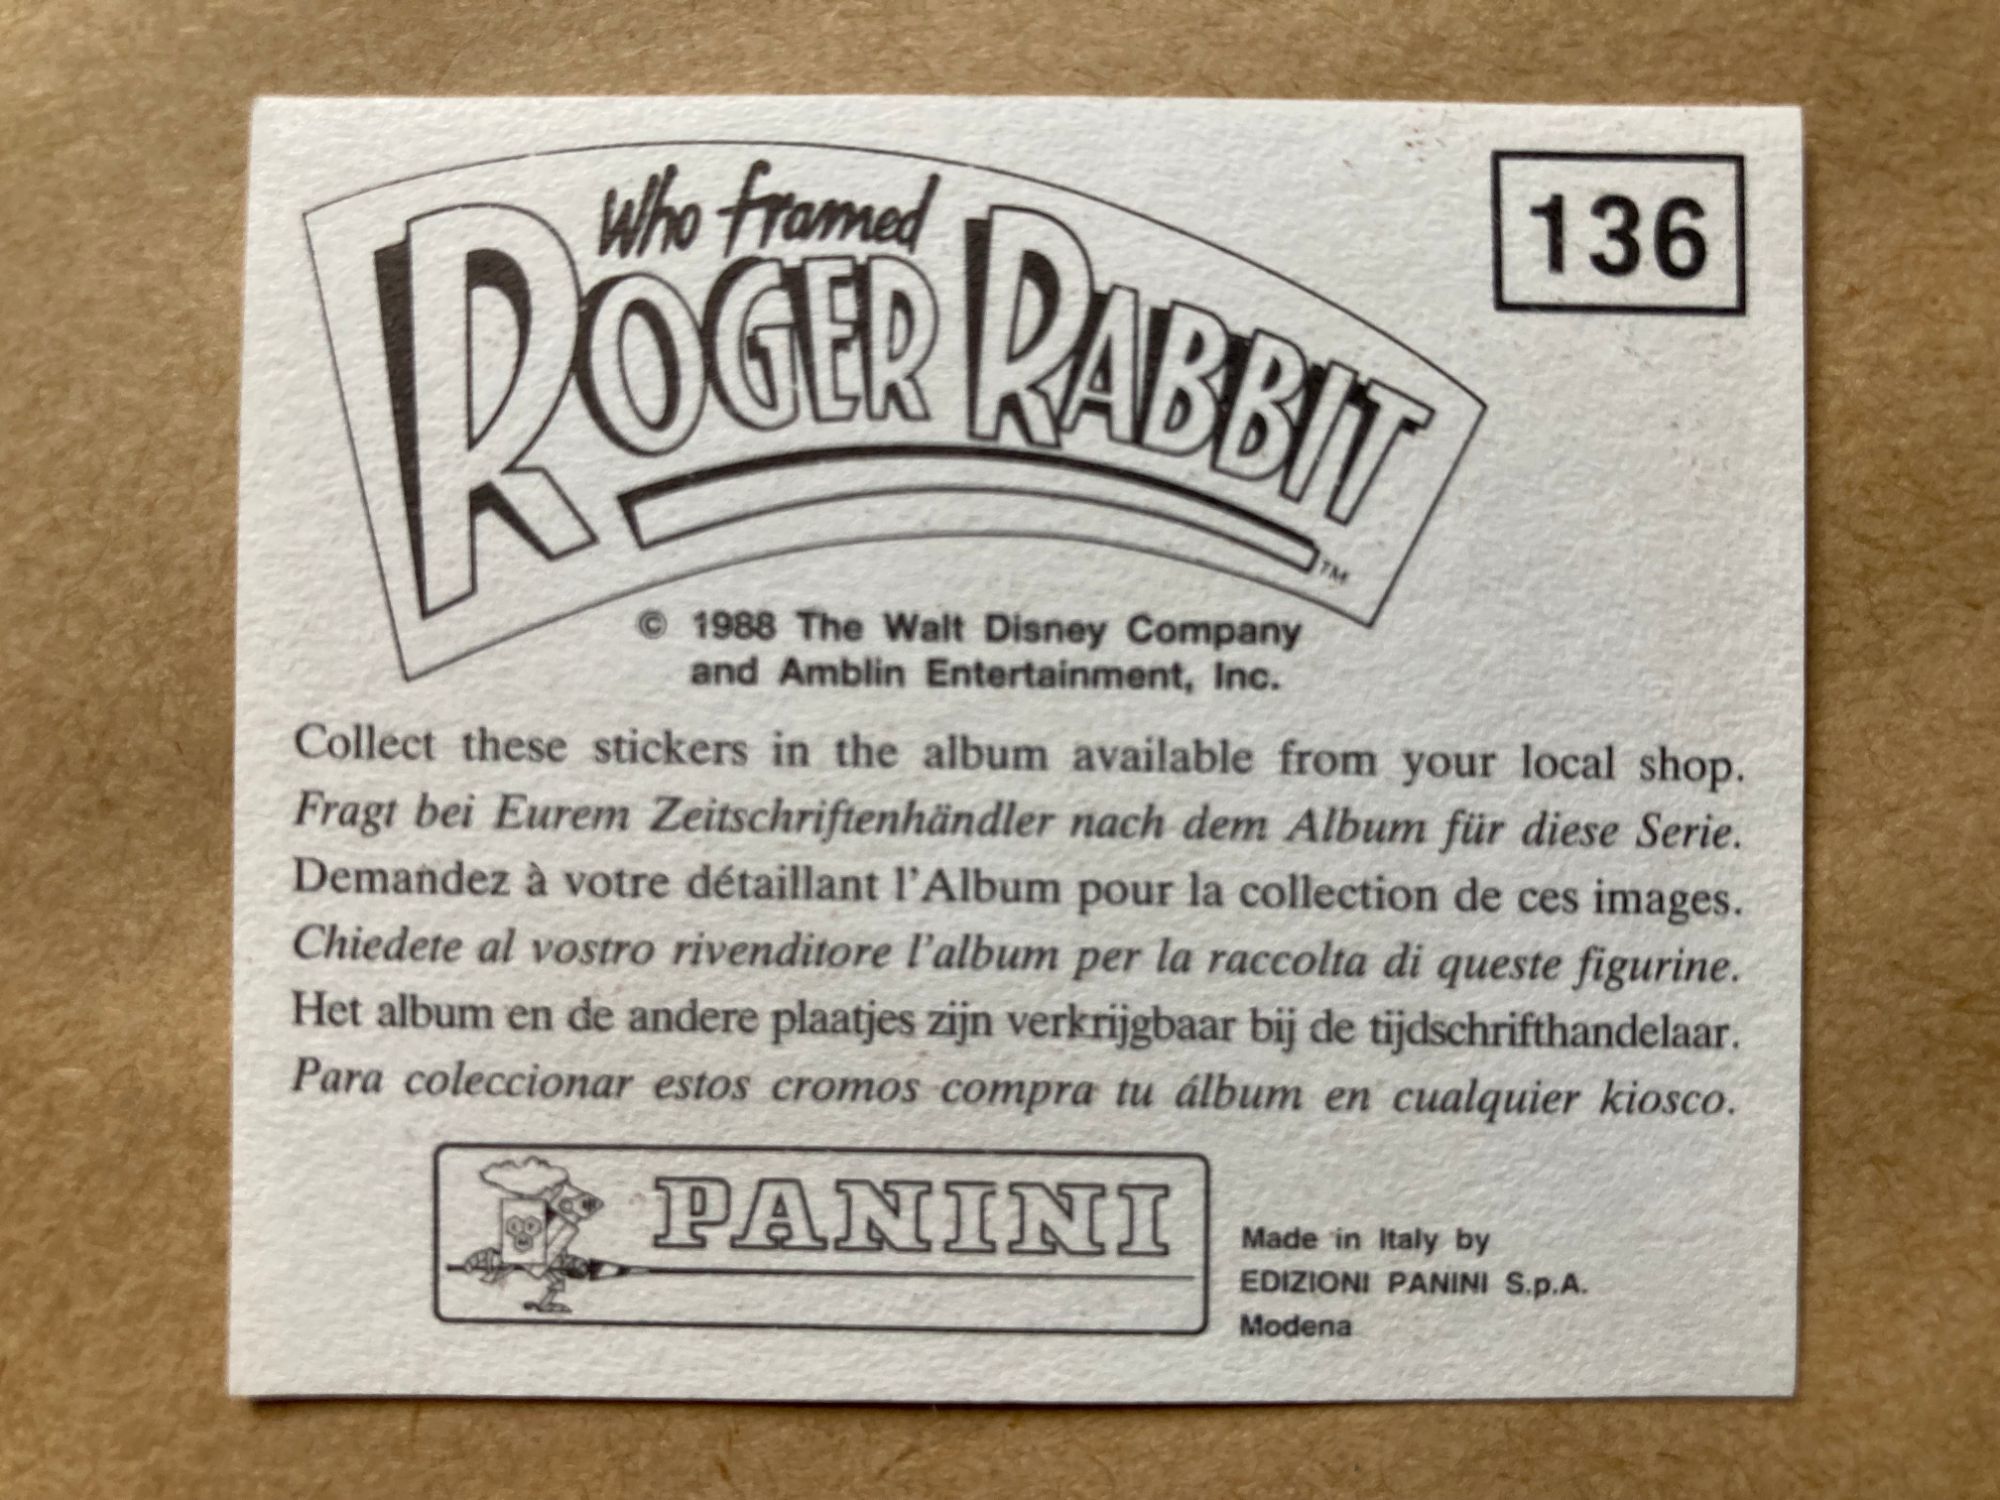 Who framed
ROGER RABBIT
TM
136
© 1988 The Walt Disney Company
and Amblin Entertainment, Inc.
Collect these stickers in the album available from your local shop.
Fragt bei Eurem Zeitschriftenhändler nach dem Album für diese Serie.
Demandez à votre détaillant l'Album pour la collection de ces images.
Chiedete al vostro rivenditore l'album per la raccolta di queste figurine.
Het album en de andere plaatjes zijn verkrijgbaar bij de tijdschrifthandelaar.
Para coleccionar estos cromos compra tu álbum en cualquier kiosco.
PANINI
Made in Italy by
EDIZIONI PANINI S.p.A.
Modena